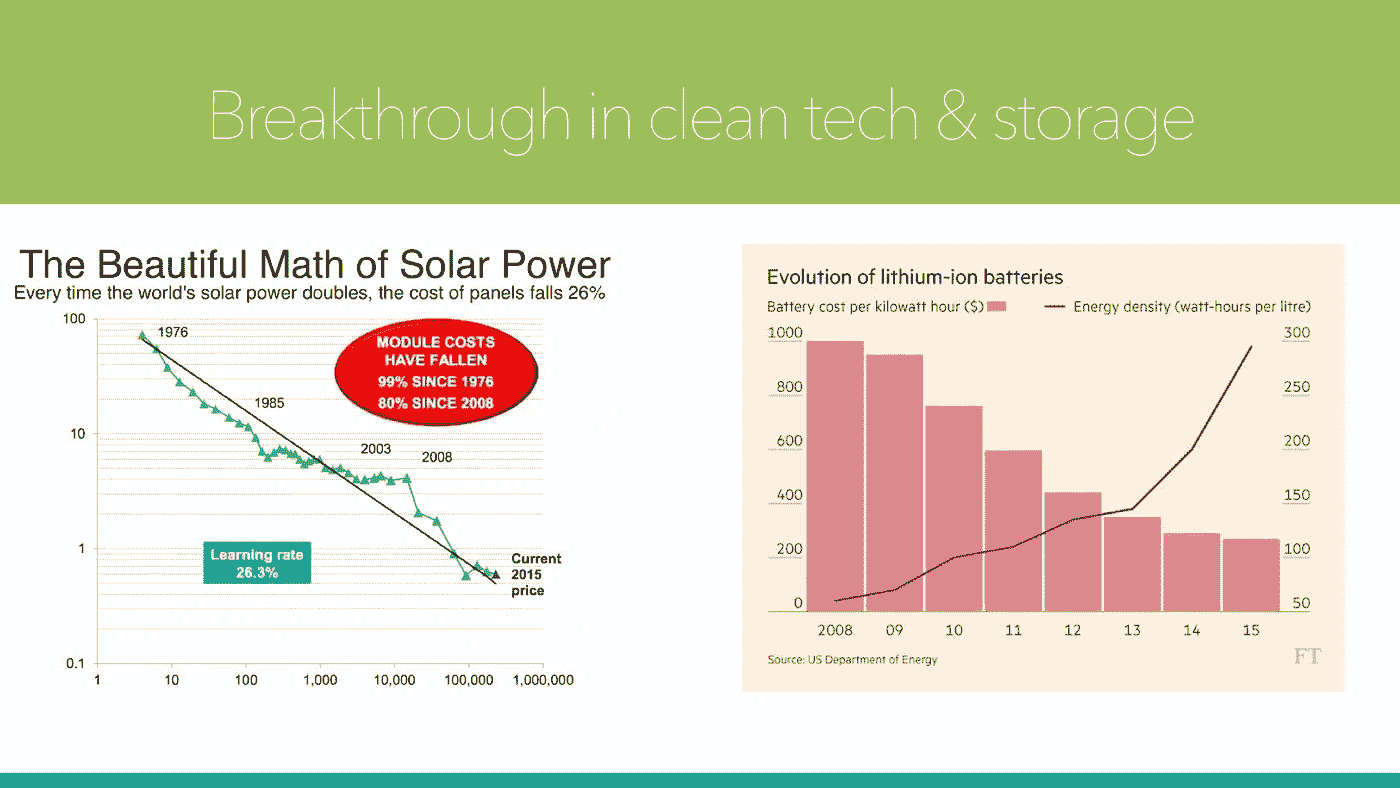 Breakthrough in clean tech & storage
The Beautiful Math of Solar Power
Every time the world's solar power doubles, the cost of panels falls 26%
100
10
1
0.1
1976
1985
2003
2008
MODULE COSTS
HAVE FALLEN
99% SINCE 1976
80% SINCE 2008
Learning rate
26.3%
Current
2015
price
1 10 100 1,000 10,000 100,000 1,000,000
Evolution of lithium-ion batteries
Battery cost per kilowatt hour ($) Energy density (watt-hours per litre)
1000 300
800 250
600 200
400 150
200 100
0 50
2008 09 10 11 12 13 14 15
Source: US Department of Energy
FT